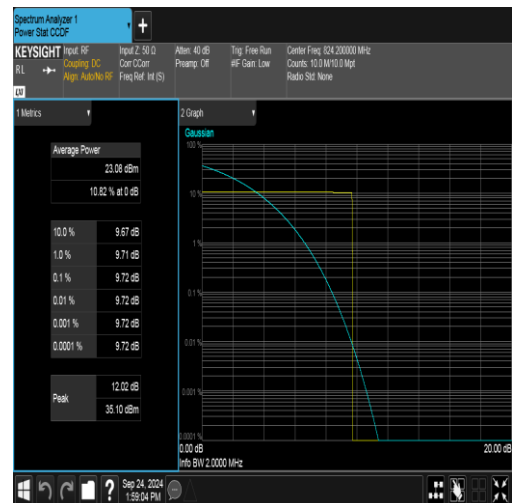 Spectrum Analyzer 1
Power Stat CCDF
+
KEYSIGHT Input: RF Input Z: 50 Ω Atten: 40 dB Trig: Free Run Center Freq: 824.200000 MHz
RL Coupling: DC Corr CCorr Preamp: Off #IF Gain: Low Counts: 10.0 M/10.0 Mpt
Align: Auto/No RF Freq Ref: Int (S) Radio Std: None
LXI
1 Metrics
2 Graph
Gaussian
Average Power
23.08 dBm
10.82 % at 0 dB
10.0 % 9.67 dB
1.0 % 9.71 dB
0.1 % 9.72 dB
0.01 % 9.72 dB
0.001 % 9.72 dB
0.0001 % 9.72 dB
Peak 12.02 dB
35.10 dBm
100 %
10 %
1 %
0.1 %
0.01 %
0.001 %
0.0001 %
0.00 dB 20.00 dB
Info BW 2.0000 MHz
? Sep 24, 2024
1:59:04 PM